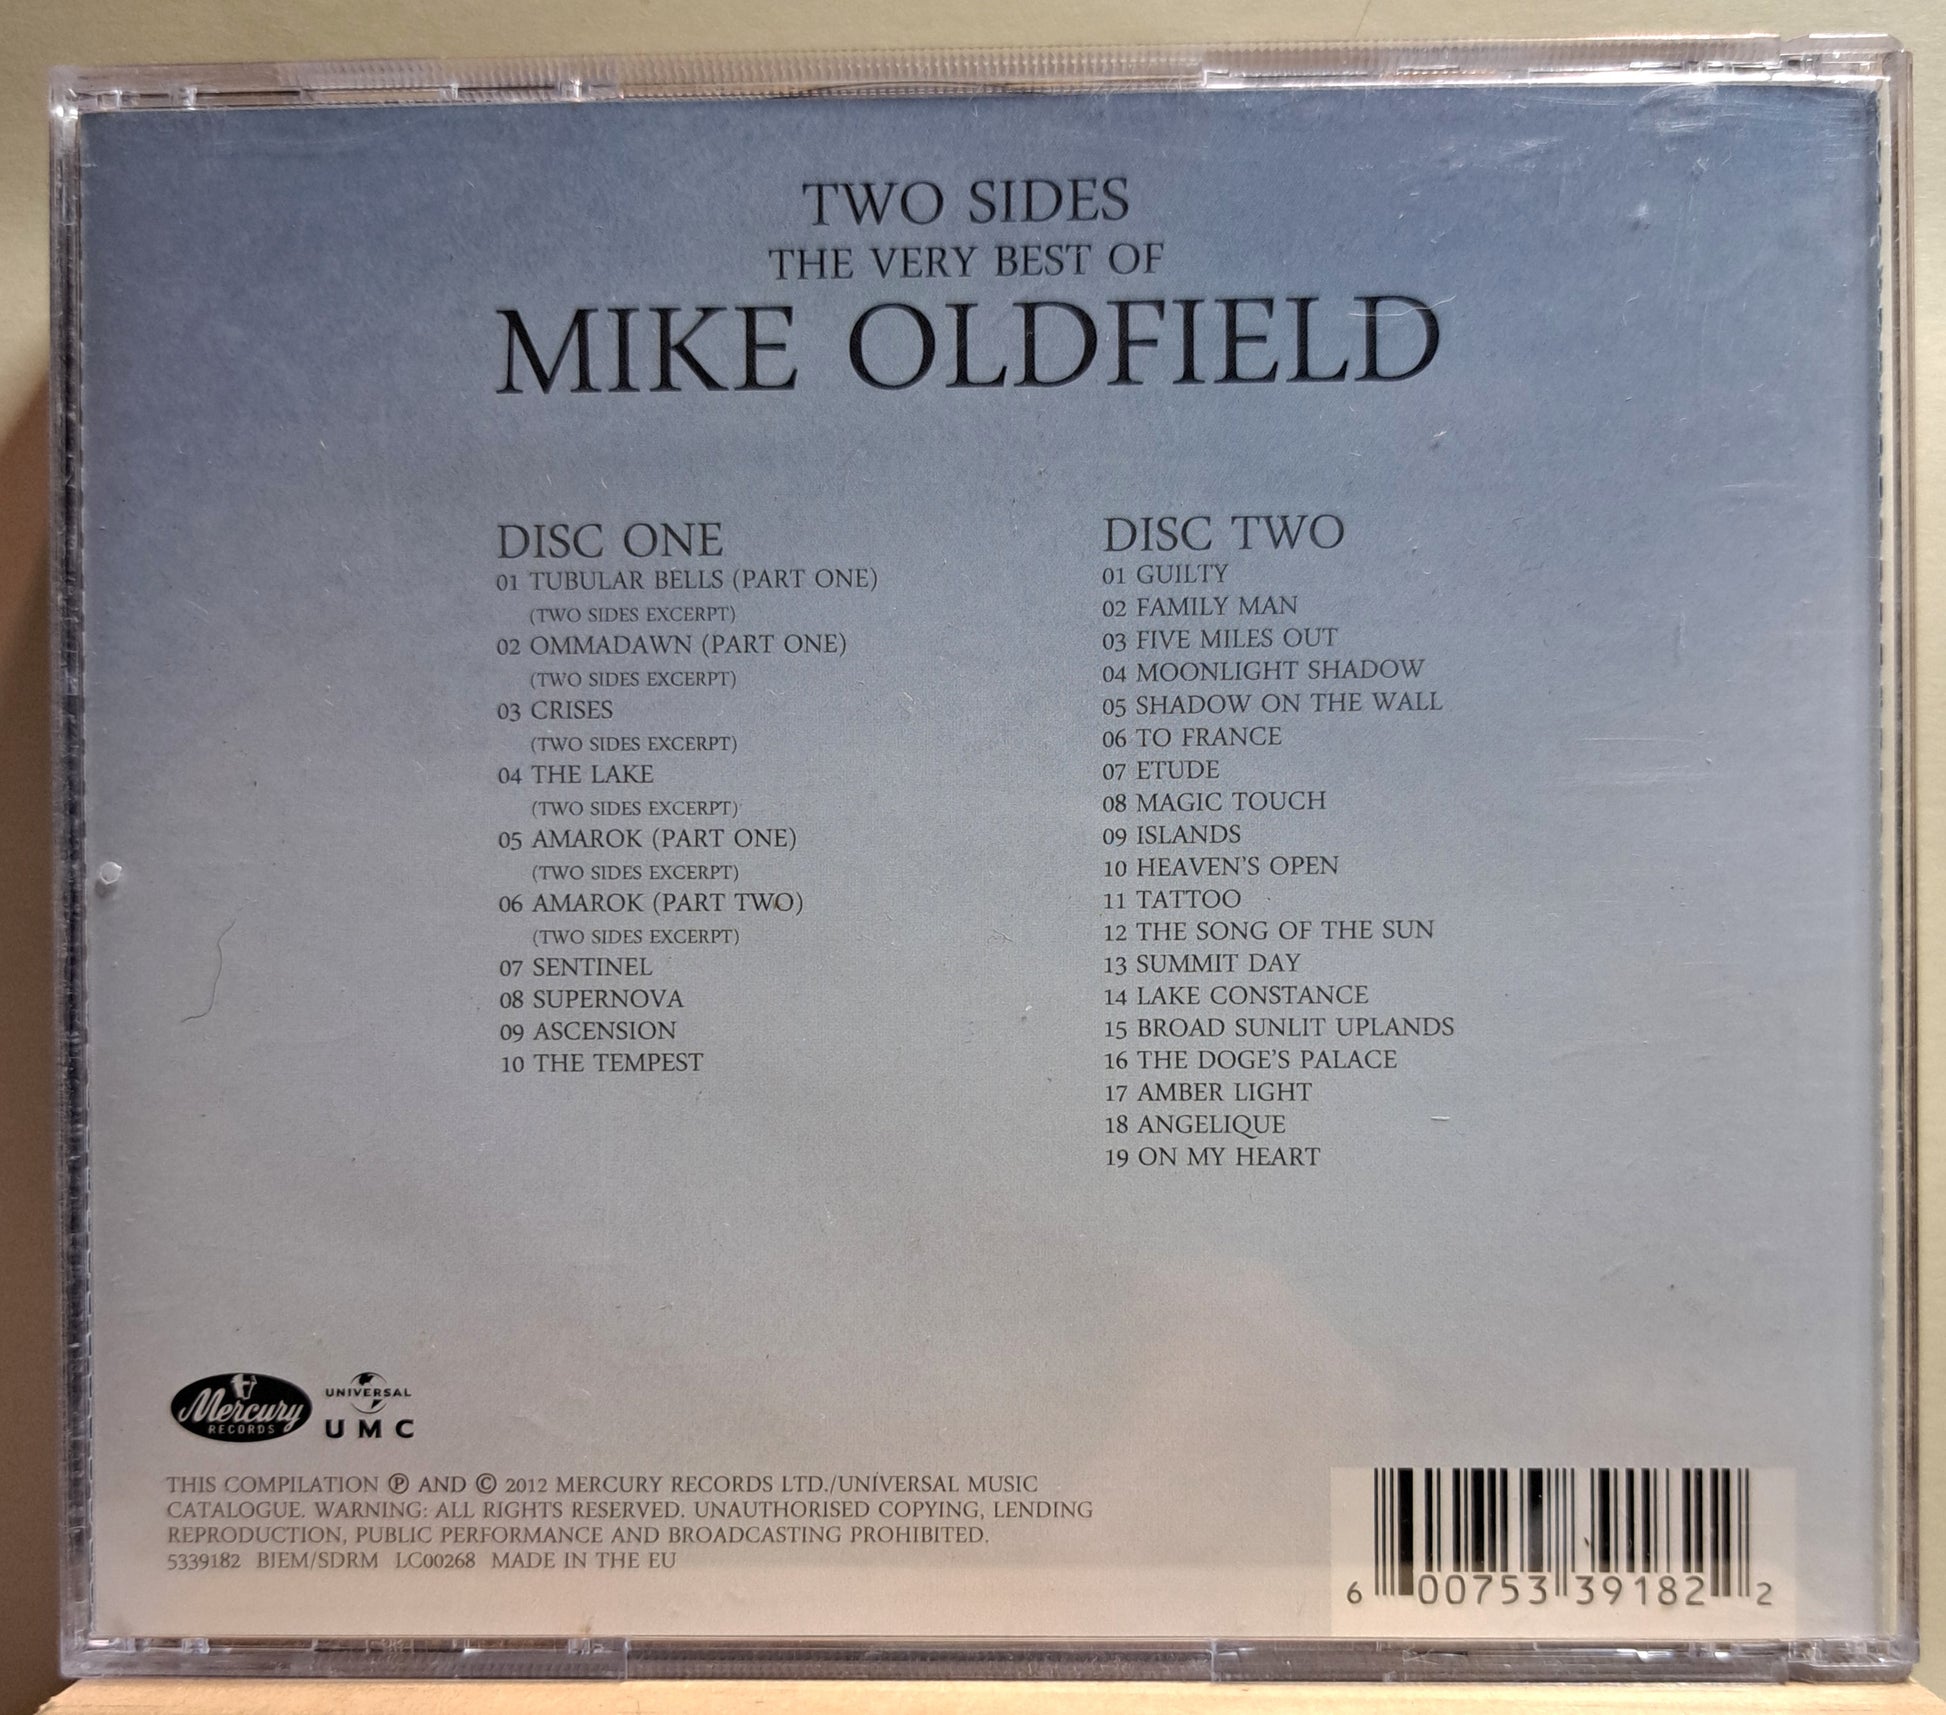 TWO SIDES
THE VERY BEST OF
MIKE OLDFIELD
DISC ONE
01 TUBULAR BELLS (PART ONE)
(TWO SIDES EXCERPT)
02 OMMADAWN (PART ONE)
(TWO SIDES EXCERPT)
03 CRISES
(TWO SIDES EXCERPT)
04 THE LAKE
(TWO SIDES EXCERPT)
05 AMAROK (PART ONE)
(TWO SIDES EXCERPT)
06 AMAROK (PART TWO)
(TWO SIDES EXCERPT)
07 SENTINEL
08 SUPERNOVA
09 ASCENSION
10 THE TEMPEST
DISC TWO
01 GUILTY
02 FAMILY MAN
03 FIVE MILES OUT
04 MOONLIGHT SHADOW
05 SHADOW ON THE WALL
06 TO FRANCE
07 ETUDE
08 MAGIC TOUCH
09 ISLANDS
10 HEAVEN'S OPEN
11 TATTOO
12 THE SONG OF THE SUN
13 SUMMIT DAY
14 LAKE CONSTANCE
15 BROAD SUNLIT UPLANDS
16 THE DOGE'S PALACE
17 AMBER LIGHT
18 ANGELIQUE
19 ON MY HEART
Mercury
RECORDS
UNIVERSAL
UMC
THIS COMPILATION ℗ AND © 2012 MERCURY RECORDS LTD./UNIVERSAL MUSIC
CATALOGUE. WARNING: ALL RIGHTS RESERVED. UNAUTHORISED COPYING, LENDING
REPRODUCTION, PUBLIC PERFORMANCE AND BROADCASTING PROHIBITED.
5339182 BIEM/SDRM LC00268 MADE IN THE EU
6 00753 39182 2